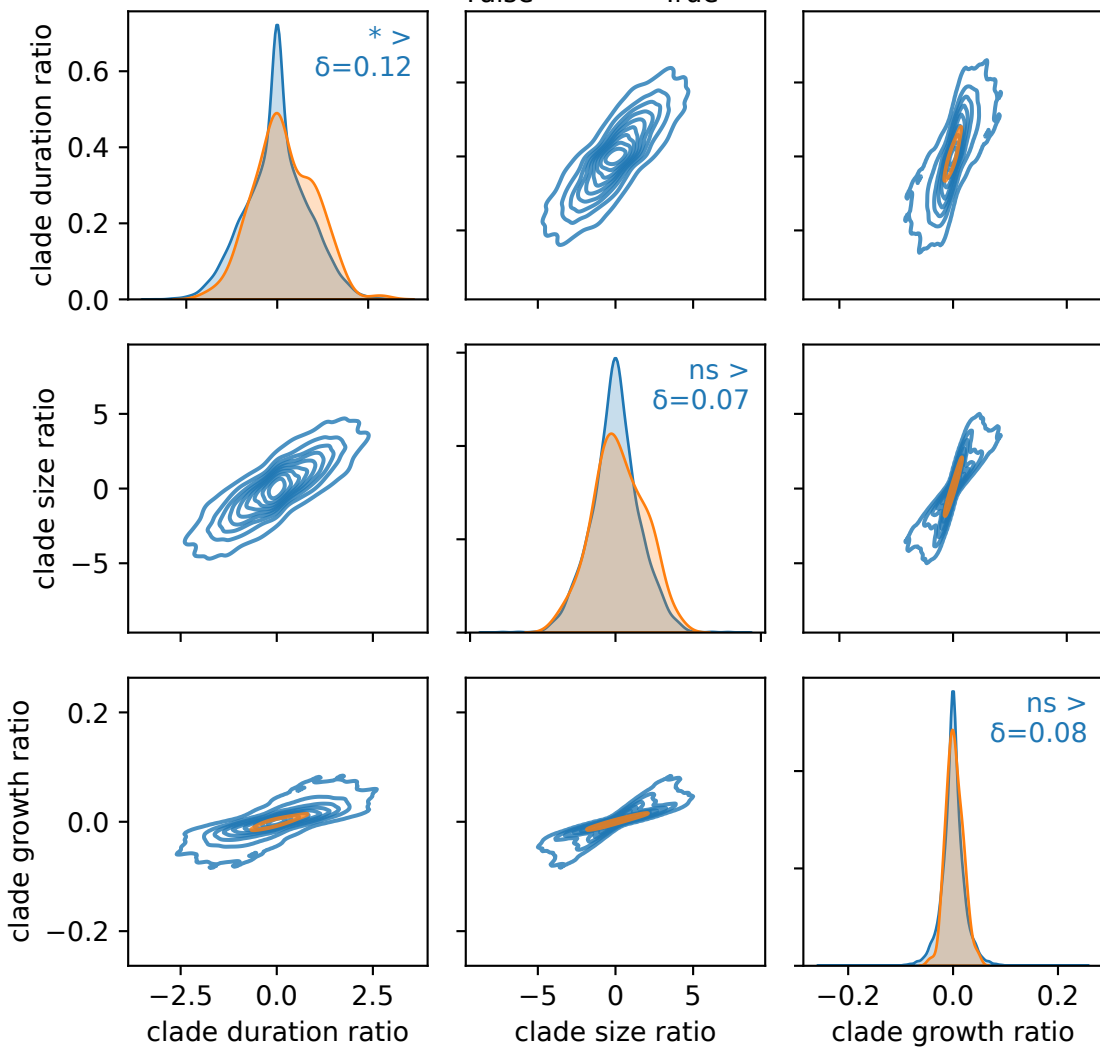 * >
δ=0.12
clade duration ratio
0.6
0.4
0.2
0.0
ns >
δ=0.07
clade size ratio
5
0
−5
ns >
δ=0.08
clade growth ratio
0.2
0.0
−0.2
−2.5 0.0 2.5 −5 0 5 −0.2 0.0 0.2
clade duration ratio clade size ratio clade growth ratio